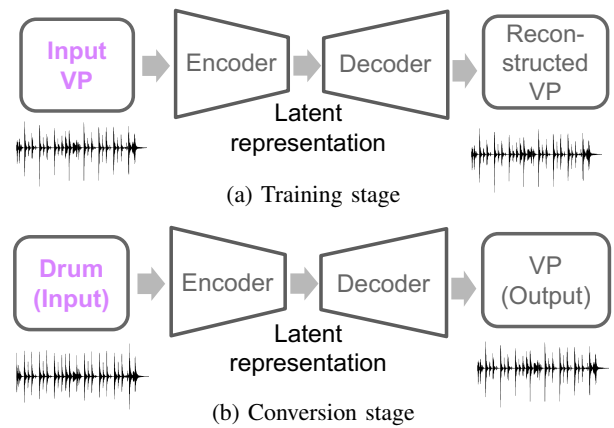 Input
VP
Encoder
Decoder
Recon-
structed
VP
Latent
representation
(a) Training stage
Drum
(Input)
Encoder
Decoder
VP
(Output)
Latent
representation
(b) Conversion stage